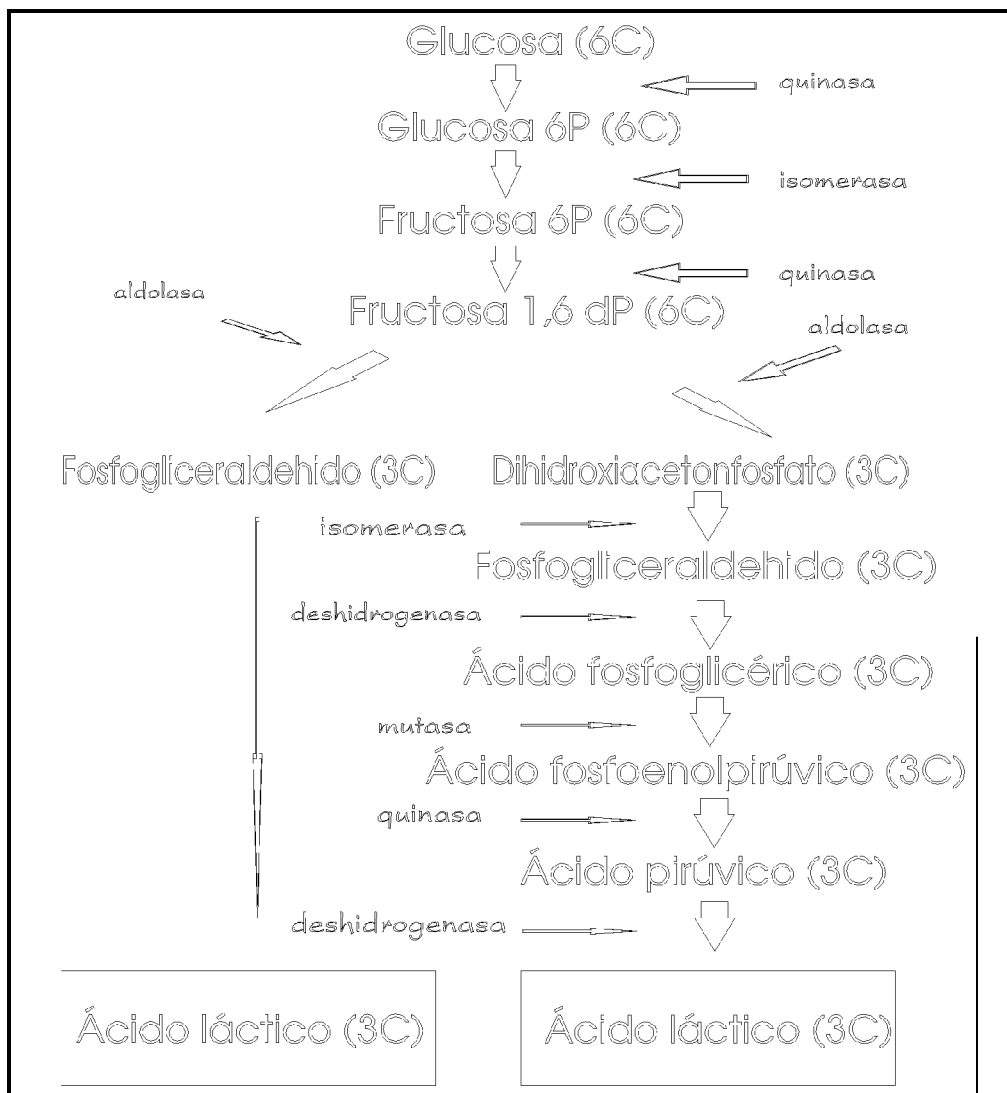 Glucosa (6C)
quinasa
Glucosa 6P (6C)
isomerasa
Fructosa 6P (6C)
quinasa
aldolasa
Fructosa 1,6 dP (6C)
aldolasa
Fosfogliceraldehído (3C)
Dihidroxiacetonfosfato (3C)
isomerasa
Fosfogliceraldehído (3C)
deshidrogenasa
Ácido fosfoglicérico (3C)
mutasa
Ácido fosfoenolpirúvico (3C)
quinasa
Ácido pirúvico (3C)
deshidrogenasa
Ácido láctico (3C)
Ácido láctico (3C)